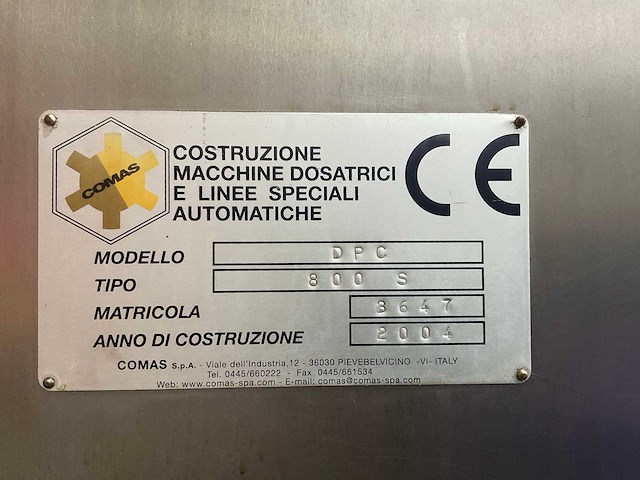 COMAS
COSTRUZIONE
MACCHINE DOSATRICI
E LINEE SPECIALI
AUTOMATICHE
CE
MODELLO DPC
TIPO 800 S
MATRICOLA 3647
ANNO DI COSTRUZIONE 2004
COMAS S.p.A. - Viale dell'Industria,12 - 36030 PIEVEBELVICINO -VI- ITALY
Tel. 0445/660222 - Fax 0445/661534
Web: www.comas-spa.com - E-mail: comas@comas-spa.com